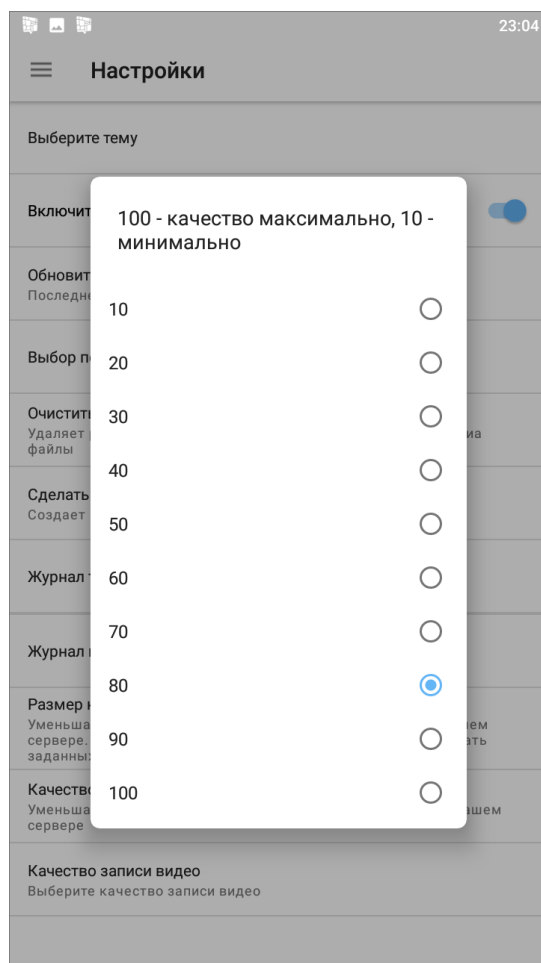 23:04
Настройки
Выберите тему
Включит
100 - качество максимально, 10 -
минимально
Обновит
Последн
10
Выбор п
20
Очистит
Удаляет
иа
файлы
30
40
Сделать
Создает
50
Журнал
60
70
Журнал
80
Размер
Уменьша
ем
сервере.
ать
заданны
90
Качеств
Уменьша
ашем
сервере
100
Качество записи видео
Выберите качество записи видео